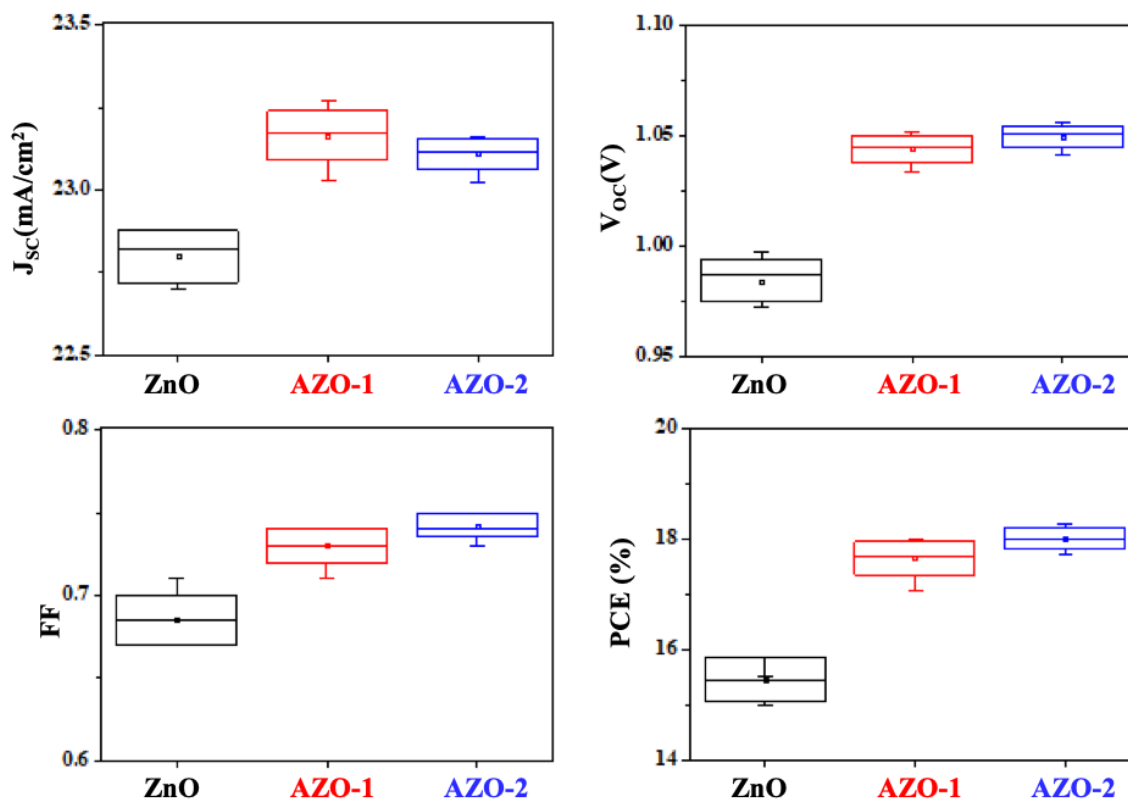 23.5
23.0
22.5
J_SC(mA/cm²)
ZnO AZO-1 AZO-2
1.10
1.05
1.00
0.95
V_OC(V)
ZnO AZO-1 AZO-2
0.8
0.7
0.6
FF
ZnO AZO-1 AZO-2
20
18
16
14
PCE (%)
ZnO AZO-1 AZO-2